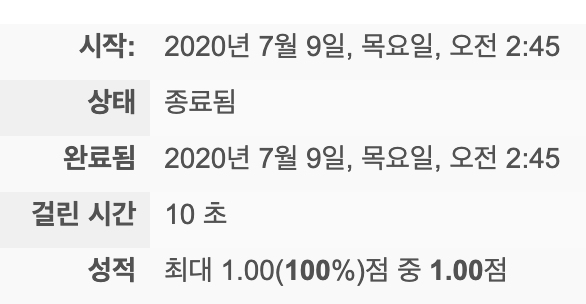 시작: 2020년 7월 9일, 목요일, 오전 2:45
상태 종료됨
완료됨 2020년 7월 9일, 목요일, 오전 2:45
걸린 시간 10 초
성적 최대 1.00(100%)점 중 1.00점